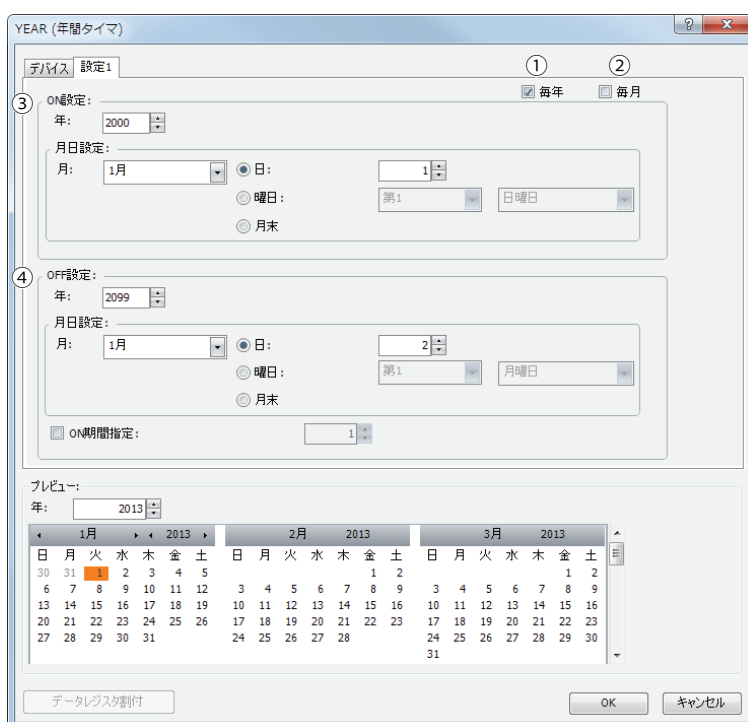 YEAR (年間タイマ)
? x
デバイス 設定1
① ②
毎年 毎月
③ ON設定:
年: 2000
月日設定:
月: 1月 日: 1
曜日: 第1 日曜日
月末
④ OFF設定:
年: 2099
月日設定:
月: 1月 日: 2
曜日: 第1 月曜日
月末
ON期間指定: 1
プレビュー:
年: 2013
1月 2013 2月 2013 3月 2013
日 月 火 水 木 金 土 日 月 火 水 木 金 土 日 月 火 水 木 金 土
30 31 1 2 3 4 5 1 2 1 2
6 7 8 9 10 11 12 3 4 5 6 7 8 9 3 4 5 6 7 8 9
13 14 15 16 17 18 19 10 11 12 13 14 15 16 10 11 12 13 14 15 16
20 21 22 23 24 25 26 17 18 19 20 21 22 23 17 18 19 20 21 22 23
27 28 29 30 31 24 25 26 27 28 24 25 26 27 28 29 30
31
データレジスタ割付 OK キャンセル